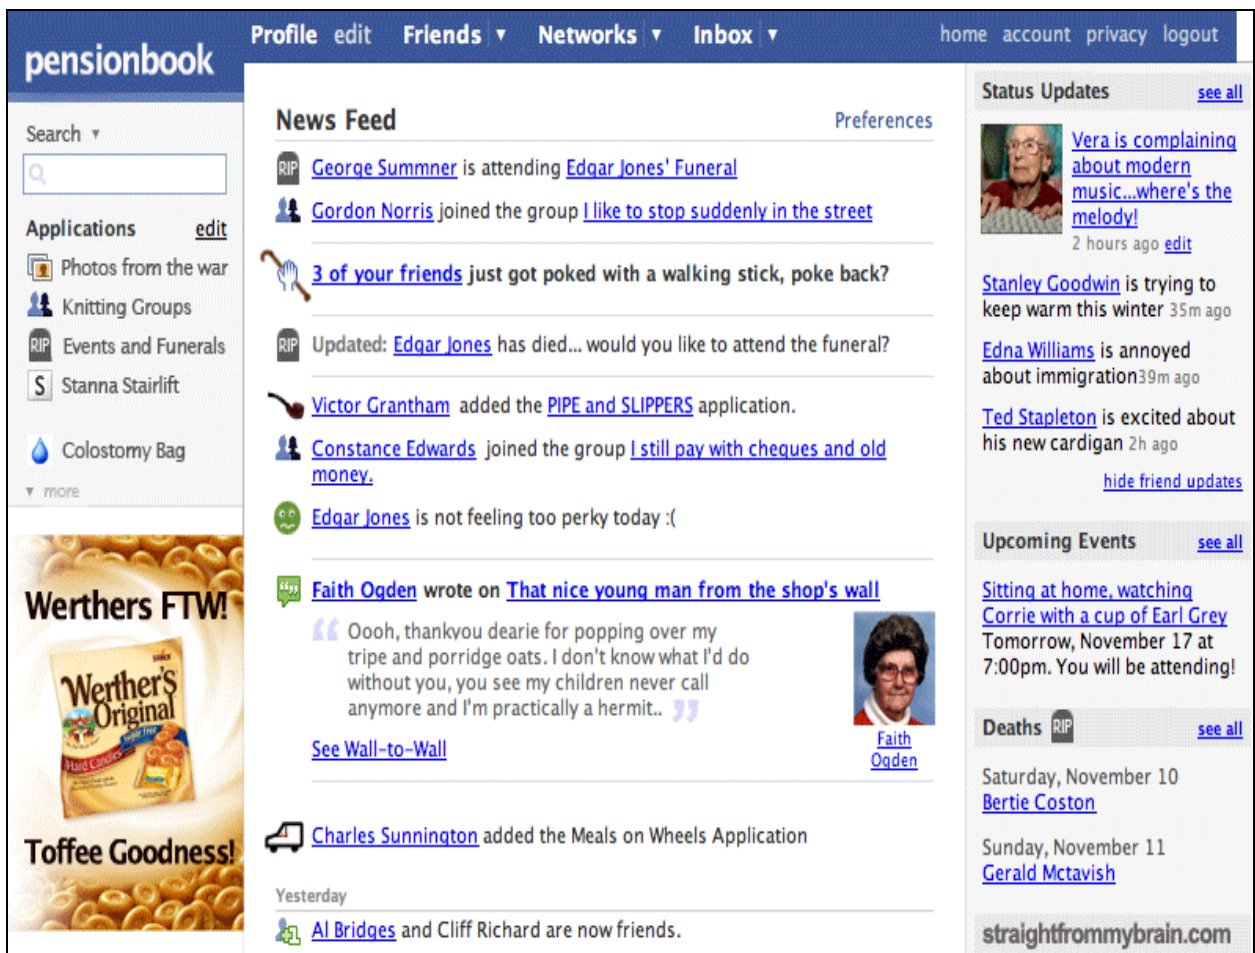 pensionbook
Profile edit Friends ▼ Networks ▼ Inbox ▼
home account privacy logout
Search ▼
Applications edit
Photos from the war
Knitting Groups
RIP Events and Funerals
S Stanna Stairlift
Colostomy Bag
▼ more
Werthers FTW!
Werther's
Original
Sugar Free
Hard Candies
Toffee Goodness!
News Feed Preferences
RIP George Summner is attending Edgar Jones' Funeral
Gordon Norris joined the group I like to stop suddenly in the street
3 of your friends just got poked with a walking stick, poke back?
RIP Updated: Edgar Jones has died... would you like to attend the funeral?
Victor Grantham added the PIPE and SLIPPERS application.
Constance Edwards joined the group I still pay with cheques and old
money.
Edgar Jones is not feeling too perky today :(
Faith Ogden wrote on That nice young man from the shop's wall
“ Oooh, thankyou dearie for popping over my
tripe and porridge oats. I don't know what I'd do
without you, you see my children never call
anymore and I'm practically a hermit.. ”
See Wall-to-Wall
Faith
Ogden
Charles Sunnington added the Meals on Wheels Application
Yesterday
Al Bridges and Cliff Richard are now friends.
Status Updates see all
Vera is complaining
about modern
music...where's the
melody!
2 hours ago edit
Stanley Goodwin is trying to
keep warm this winter 35m ago
Edna Williams is annoyed
about immigration39m ago
Ted Stapleton is excited about
his new cardigan 2h ago
hide friend updates
Upcoming Events see all
Sitting at home, watching
Corrie with a cup of Earl Grey
Tomorrow, November 17 at
7:00pm. You will be attending!
Deaths RIP see all
Saturday, November 10
Bertie Coston
Sunday, November 11
Gerald Mctavish
straightfrommybrain.com